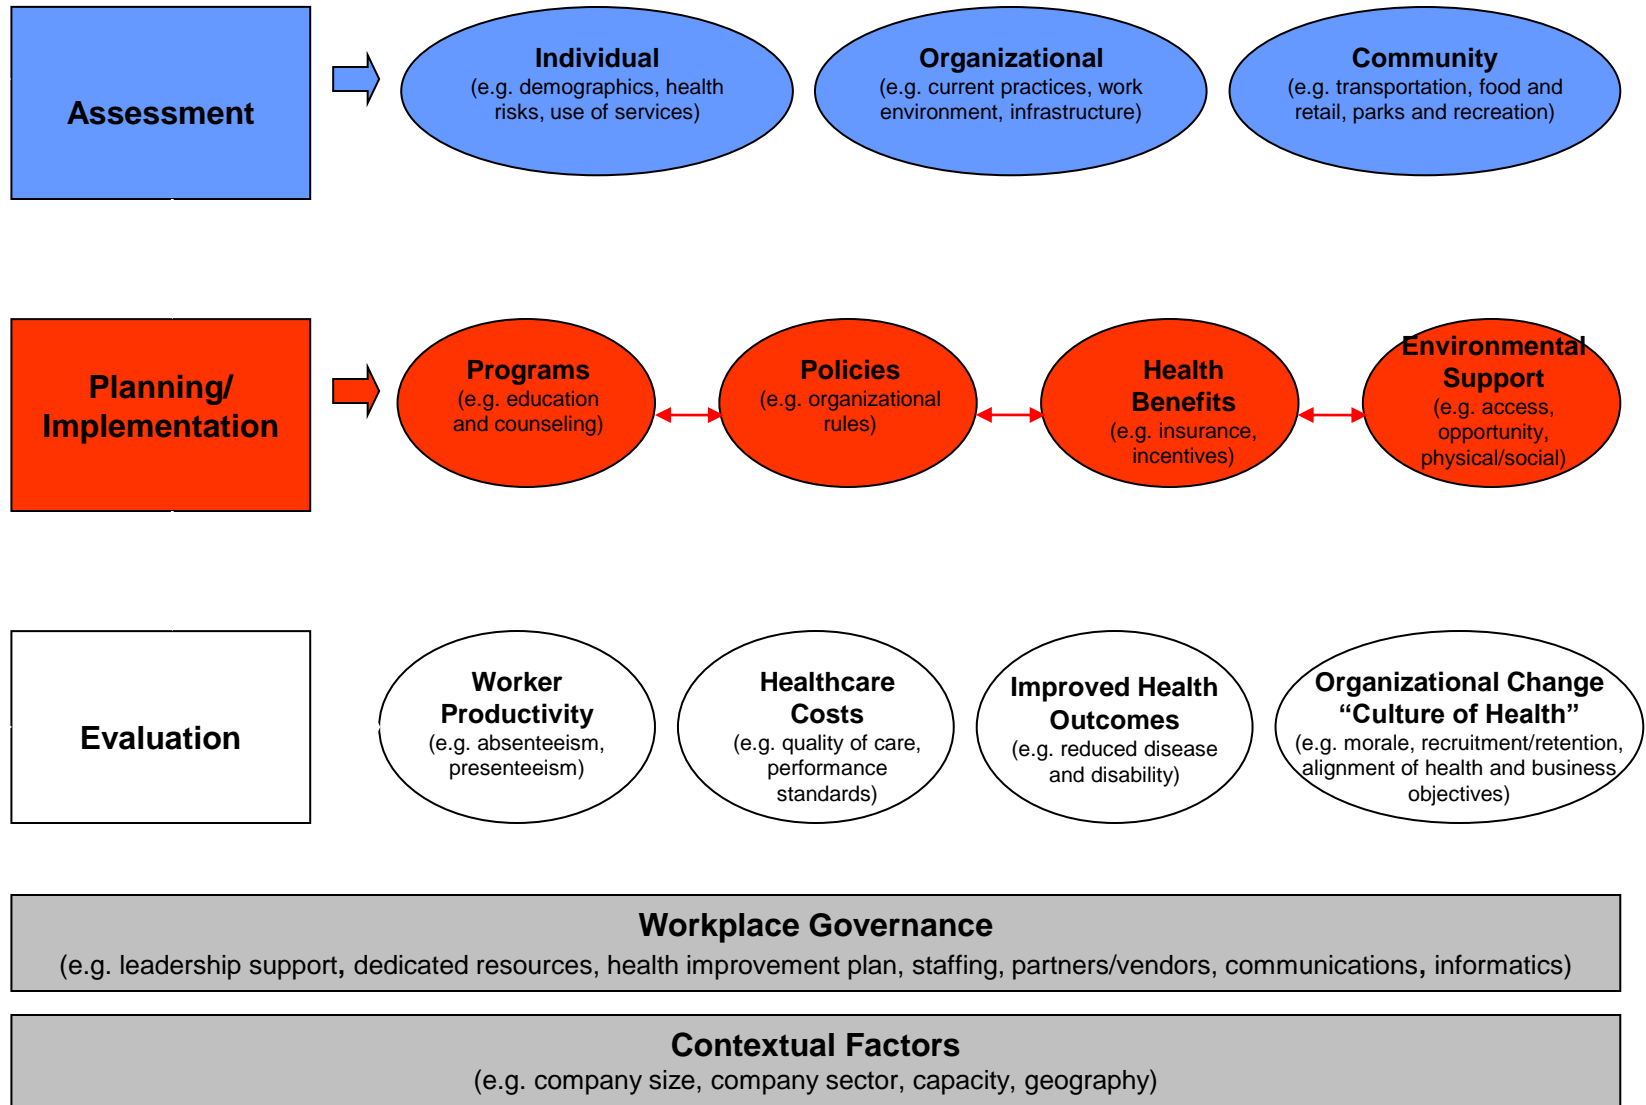 Assessment
Individual
(e.g. demographics, health
risks, use of services)
Organizational
(e.g. current practices, work
environment, infrastructure)
Community
(e.g. transportation, food and
retail, parks and recreation)
Planning/
Implementation
Programs
(e.g. education
and counseling)
Policies
(e.g. organizational
rules)
Health
Benefits
(e.g. insurance,
incentives)
Environmental
Support
(e.g. access,
opportunity,
physical/social)
Evaluation
Worker
Productivity
(e.g. absenteeism,
presenteeism)
Healthcare
Costs
(e.g. quality of care,
performance
standards)
Improved Health
Outcomes
(e.g. reduced disease
and disability)
Organizational Change
“Culture of Health”
(e.g. morale, recruitment/retention,
alignment of health and business
objectives)
Workplace Governance
(e.g. leadership support, dedicated resources, health improvement plan, staffing, partners/vendors, communications, informatics)
Contextual Factors
(e.g. company size, company sector, capacity, geography)